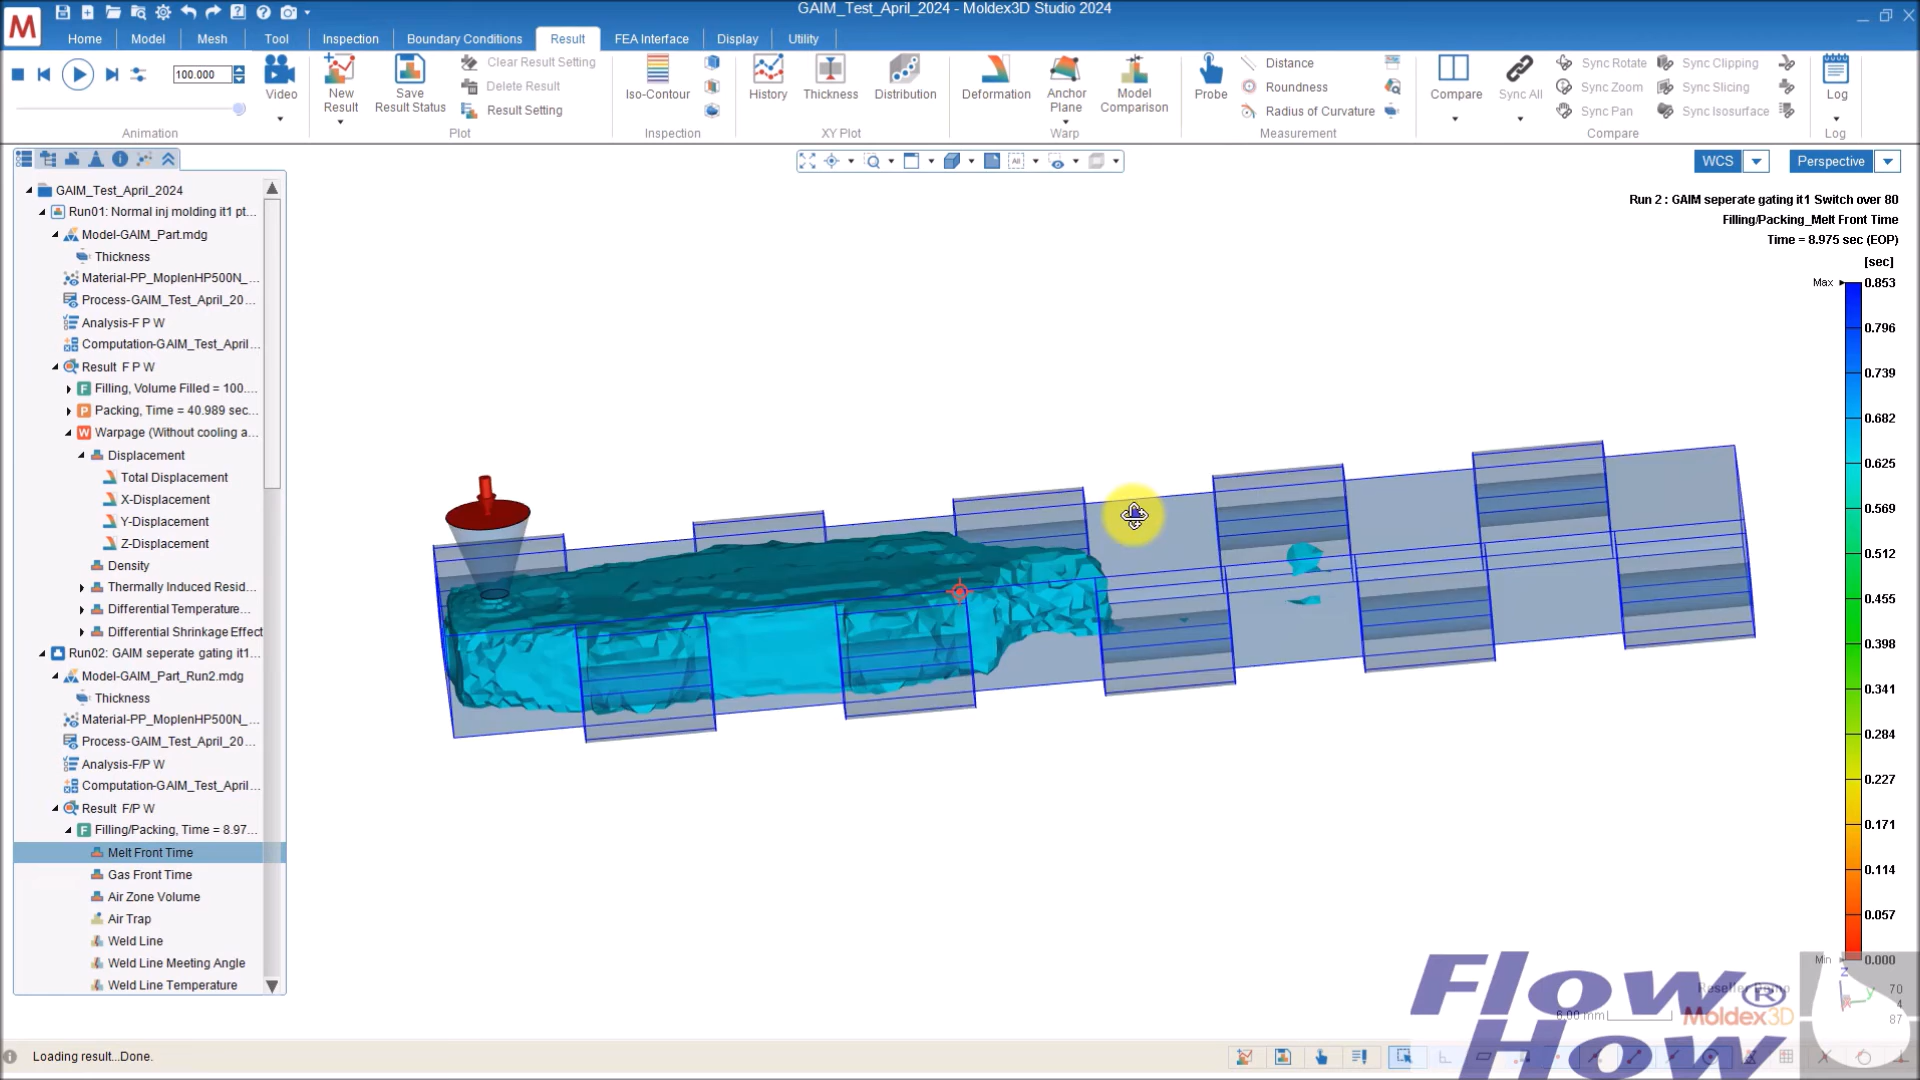 GAIM_Test_April_2024 - Moldex3D Studio 2024
M
Home Model Mesh Tool Inspection Boundary Conditions Result FEA Interface Display Utility
100.000
Video
Animation
New Result
Save Result Status
Clear Result Setting
Delete Result
Result Setting
Plot
Iso-Contour
Inspection
History
Thickness
Distribution
XY Plot
Deformation
Anchor Plane
Model Comparison
Warp
Probe
Distance
Roundness
Radius of Curvature
Measurement
Compare
Sync All
Sync Rotate
Sync Zoom
Sync Pan
Sync Clipping
Sync Slicing
Sync Isosurface
Compare
Log
Log
WCS
Perspective
GAIM_Test_April_2024
Run01: Normal inj molding it1 pt...
Model-GAIM_Part.mdg
Thickness
Material-PP_MoplenHP500N_...
Process-GAIM_Test_April_20...
Analysis-F P W
Computation-GAIM_Test_April...
Result F P W
Filling, Volume Filled = 100....
Packing, Time = 40.989 sec...
Warpage (Without cooling a...
Displacement
Total Displacement
X-Displacement
Y-Displacement
Z-Displacement
Density
Thermally Induced Resid...
Differential Temperature...
Differential Shrinkage Effect
Run02: GAIM seperate gating it1...
Model-GAIM_Part_Run2.mdg
Thickness
Material-PP_MoplenHP500N_...
Process-GAIM_Test_April_20...
Analysis-F/P W
Computation-GAIM_Test_April...
Result F/P W
Filling/Packing, Time = 8.97...
Melt Front Time
Gas Front Time
Air Zone Volume
Air Trap
Weld Line
Weld Line Meeting Angle
Weld Line Temperature
Run 2 : GAIM seperate gating it1 Switch over 80
Filling/Packing_Melt Front Time
Time = 8.975 sec (EOP)
[sec]
Max 0.853
0.796
0.739
0.682
0.625
0.569
0.512
0.455
0.398
0.341
0.284
0.227
0.171
0.114
0.057
Min 0.000
Z
Y
70
4
87
Reseller Demo
6.00 mm
Moldex3D
Flow®
How
Loading result...Done.